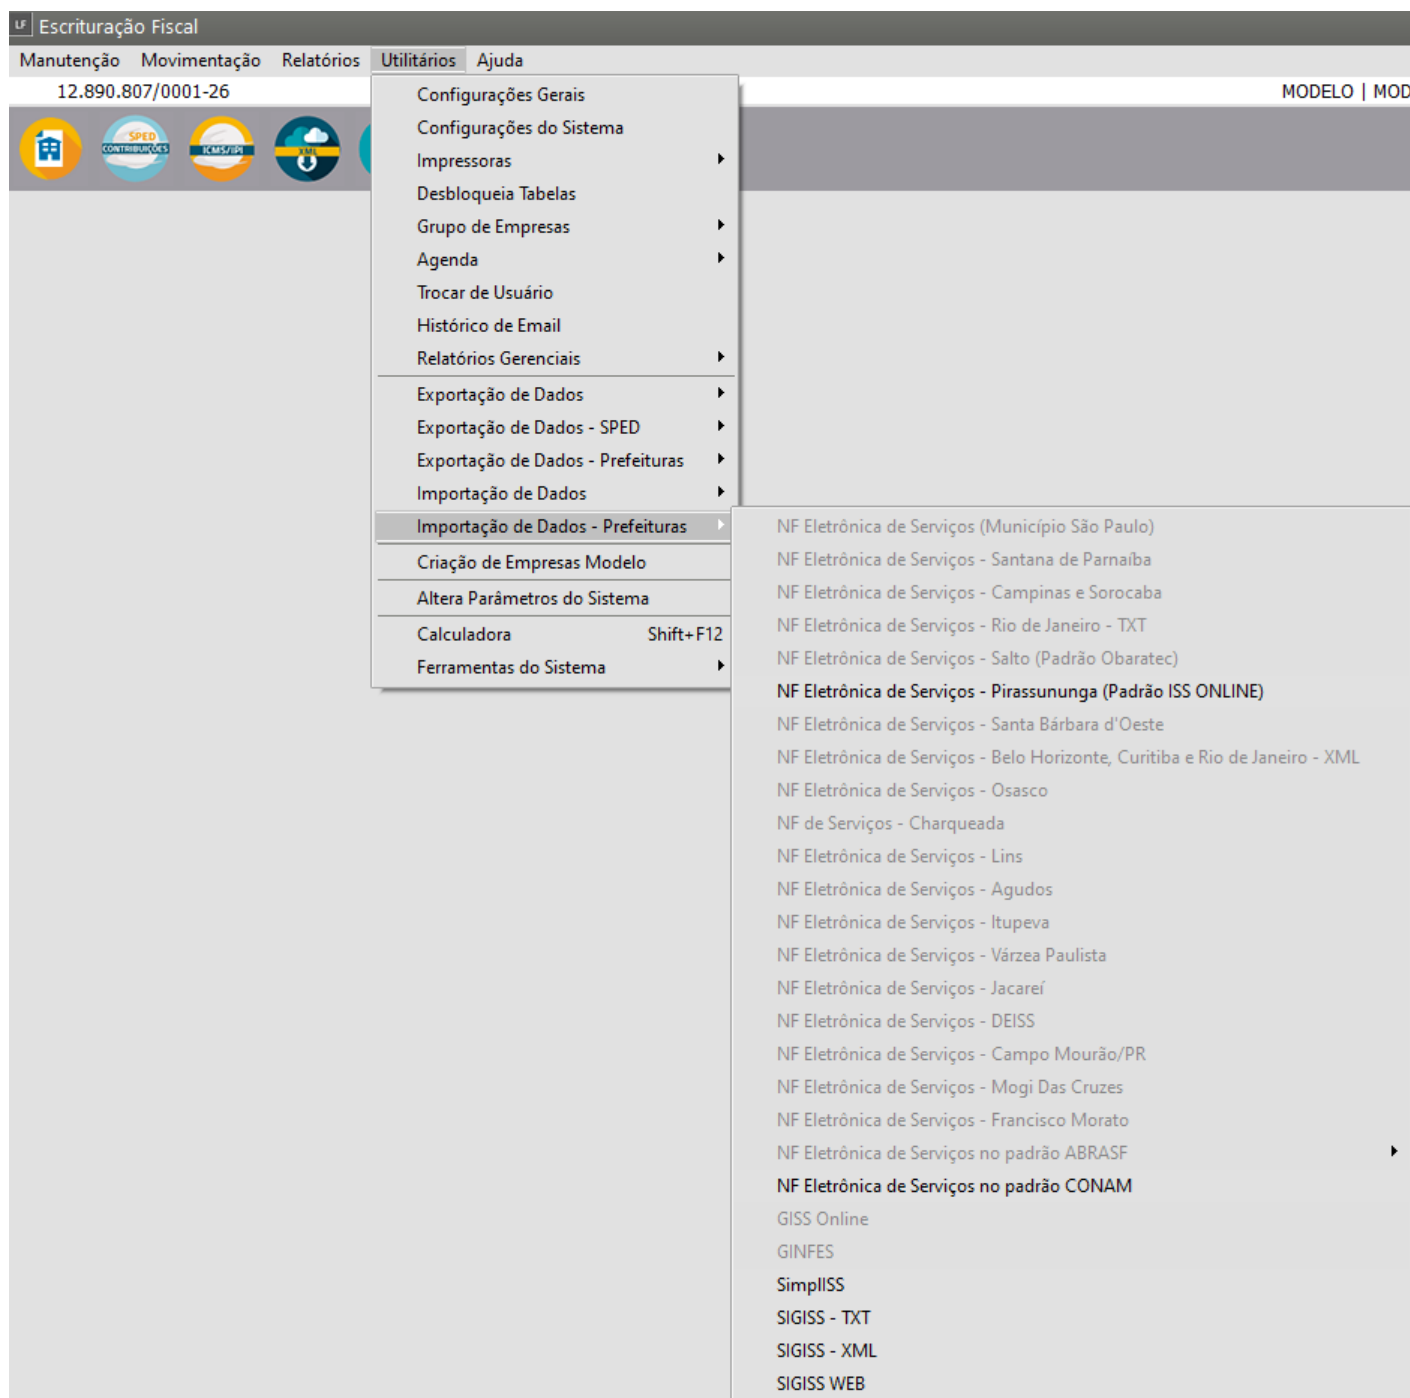 LF Escrituração Fiscal
Manutenção Movimentação Relatórios Utilitários Ajuda
12.890.807/0001-26 MODELO | MOD
SPED
CONTRIBUIÇÕES
ICMS/IPI
XML
Configurações Gerais
Configurações do Sistema
Impressoras
Desbloqueia Tabelas
Grupo de Empresas
Agenda
Trocar de Usuário
Histórico de Email
Relatórios Gerenciais
Exportação de Dados
Exportação de Dados - SPED
Exportação de Dados - Prefeituras
Importação de Dados
Importação de Dados - Prefeituras
Criação de Empresas Modelo
Altera Parâmetros do Sistema
Calculadora Shift+F12
Ferramentas do Sistema
NF Eletrônica de Serviços (Município São Paulo)
NF Eletrônica de Serviços - Santana de Parnaíba
NF Eletrônica de Serviços - Campinas e Sorocaba
NF Eletrônica de Serviços - Rio de Janeiro - TXT
NF Eletrônica de Serviços - Salto (Padrão Obaratec)
NF Eletrônica de Serviços - Pirassununga (Padrão ISS ONLINE)
NF Eletrônica de Serviços - Santa Bárbara d'Oeste
NF Eletrônica de Serviços - Belo Horizonte, Curitiba e Rio de Janeiro - XML
NF Eletrônica de Serviços - Osasco
NF de Serviços - Charqueada
NF Eletrônica de Serviços - Lins
NF Eletrônica de Serviços - Agudos
NF Eletrônica de Serviços - Itupeva
NF Eletrônica de Serviços - Várzea Paulista
NF Eletrônica de Serviços - Jacareí
NF Eletrônica de Serviços - DEISS
NF Eletrônica de Serviços - Campo Mourão/PR
NF Eletrônica de Serviços - Mogi Das Cruzes
NF Eletrônica de Serviços - Francisco Morato
NF Eletrônica de Serviços no padrão ABRASF
NF Eletrônica de Serviços no padrão CONAM
GISS Online
GINFES
SimplISS
SIGISS - TXT
SIGISS - XML
SIGISS WEB